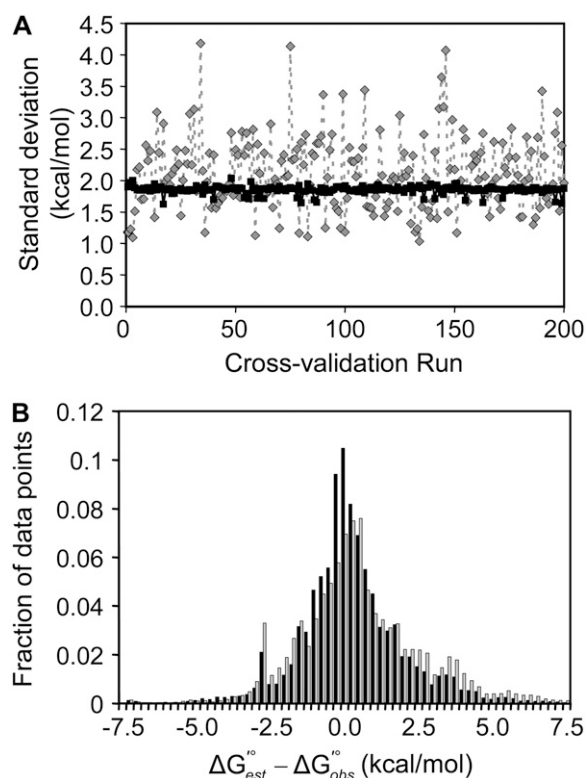 A
4.5
4.0
3.5
3.0
2.5
2.0
1.5
1.0
0.5
0.0
Standard deviation
(kcal/mol)
0 50 100 150 200
Cross-validation Run
B
0.12
0.1
0.08
0.06
0.04
0.02
0
Fraction of data points
-7.5 -5.0 -2.5 0.0 2.5 5.0 7.5
ΔG′°est − ΔG′°obs (kcal/mol)